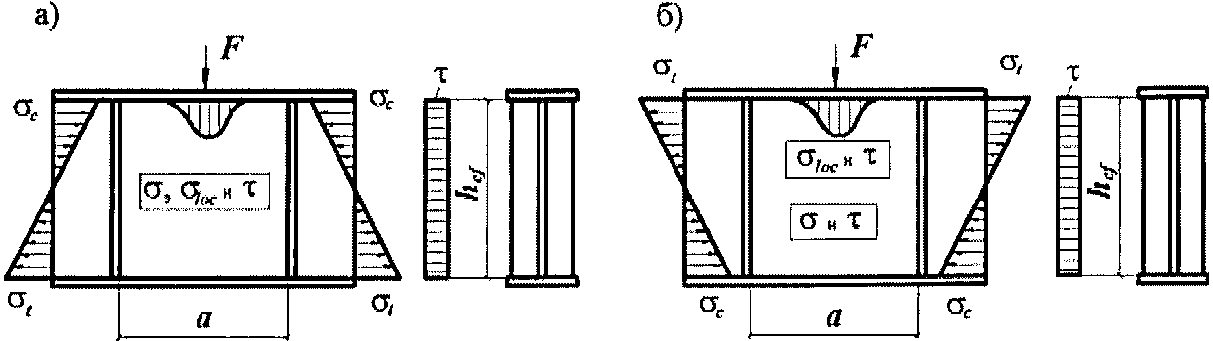 а)
F
σc
σc
τ
hef
σ, σloc и τ
σt
σt
a
б)
σt
F
σt
τ
hef
σloc и τ
σ и τ
σc
σc
a